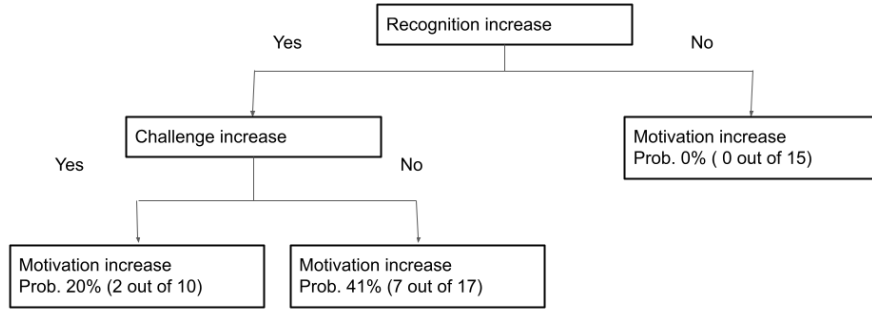 Recognition increase
Yes
No
Challenge increase
Motivation increase
Prob. 0% ( 0 out of 15)
Yes
No
Motivation increase
Prob. 20% (2 out of 10)
Motivation increase
Prob. 41% (7 out of 17)